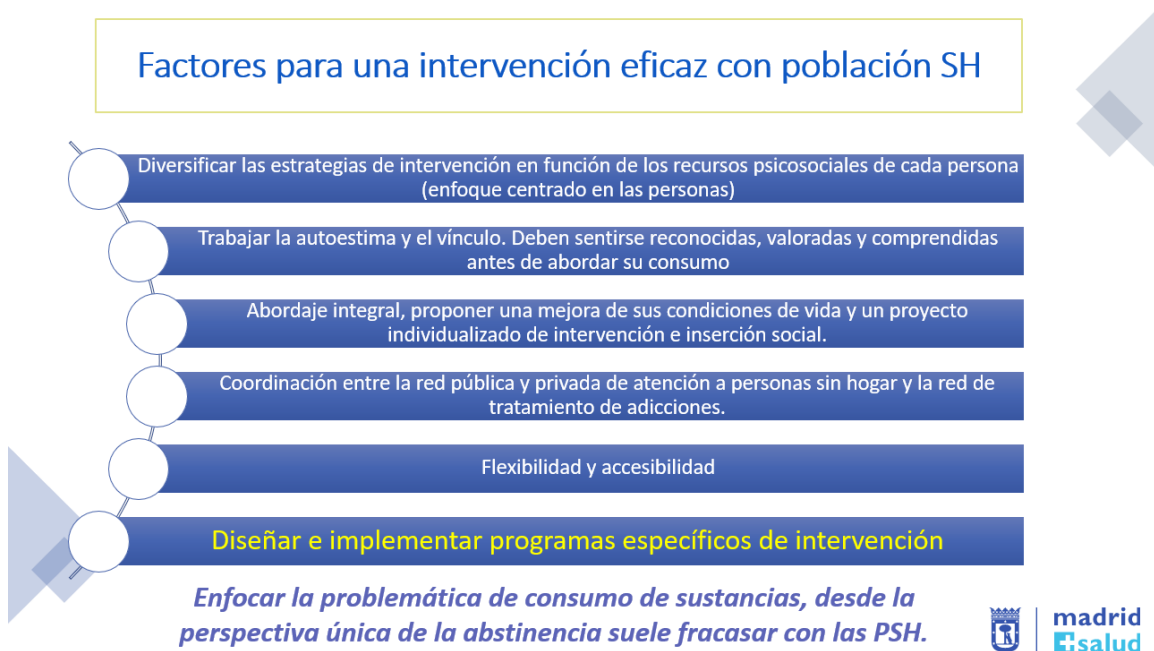 Factores para una intervención eficaz con población SH
Diversificar las estrategias de intervención en función de los recursos psicosociales de cada persona
(enfoque centrado en las personas)
Trabajar la autoestima y el vínculo. Deben sentirse reconocidas, valoradas y comprendidas
antes de abordar su consumo
Abordaje integral, proponer una mejora de sus condiciones de vida y un proyecto
individualizado de intervención e inserción social.
Coordinación entre la red pública y privada de atención a personas sin hogar y la red de
tratamiento de adicciones.
Flexibilidad y accesibilidad
Diseñar e implementar programas específicos de intervención
Enfocar la problemática de consumo de sustancias, desde la
perspectiva única de la abstinencia suele fracasar con las PSH.
madrid
salud